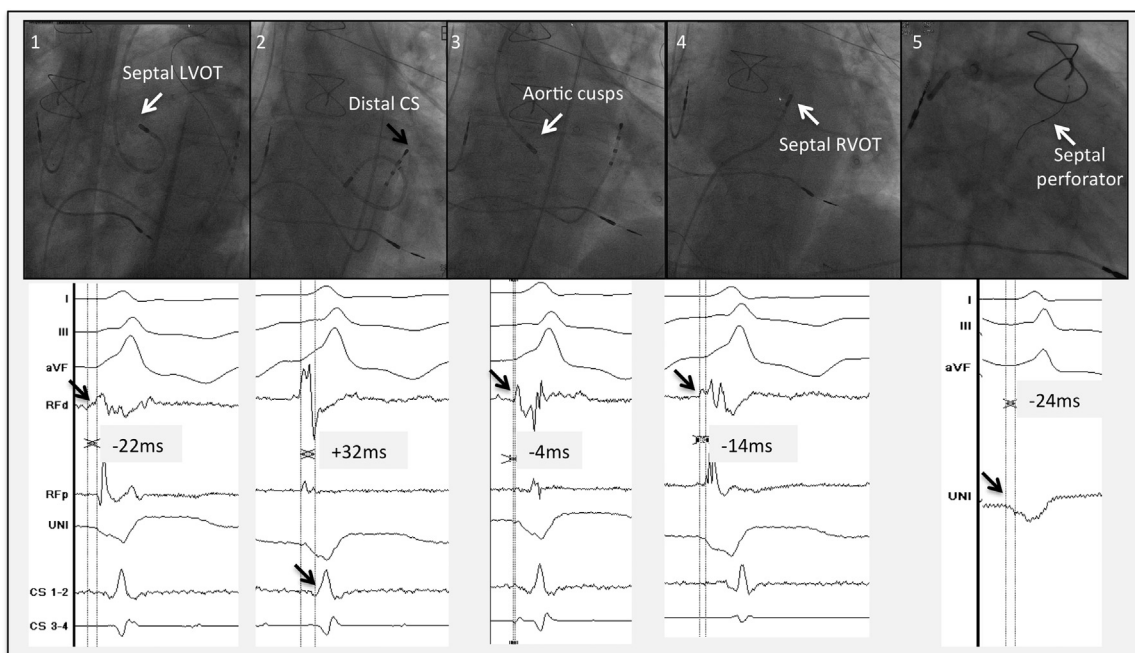 1
Septal LVOT
2
Distal CS
3
Aortic cusps
4
Septal RVOT
5
Septal
perforator
I
III
aVF
RFd
-22ms
RFp
UNI
CS 1-2
CS 3-4
+32ms
-4ms
-14ms
I
III
aVF
-24ms
UNI